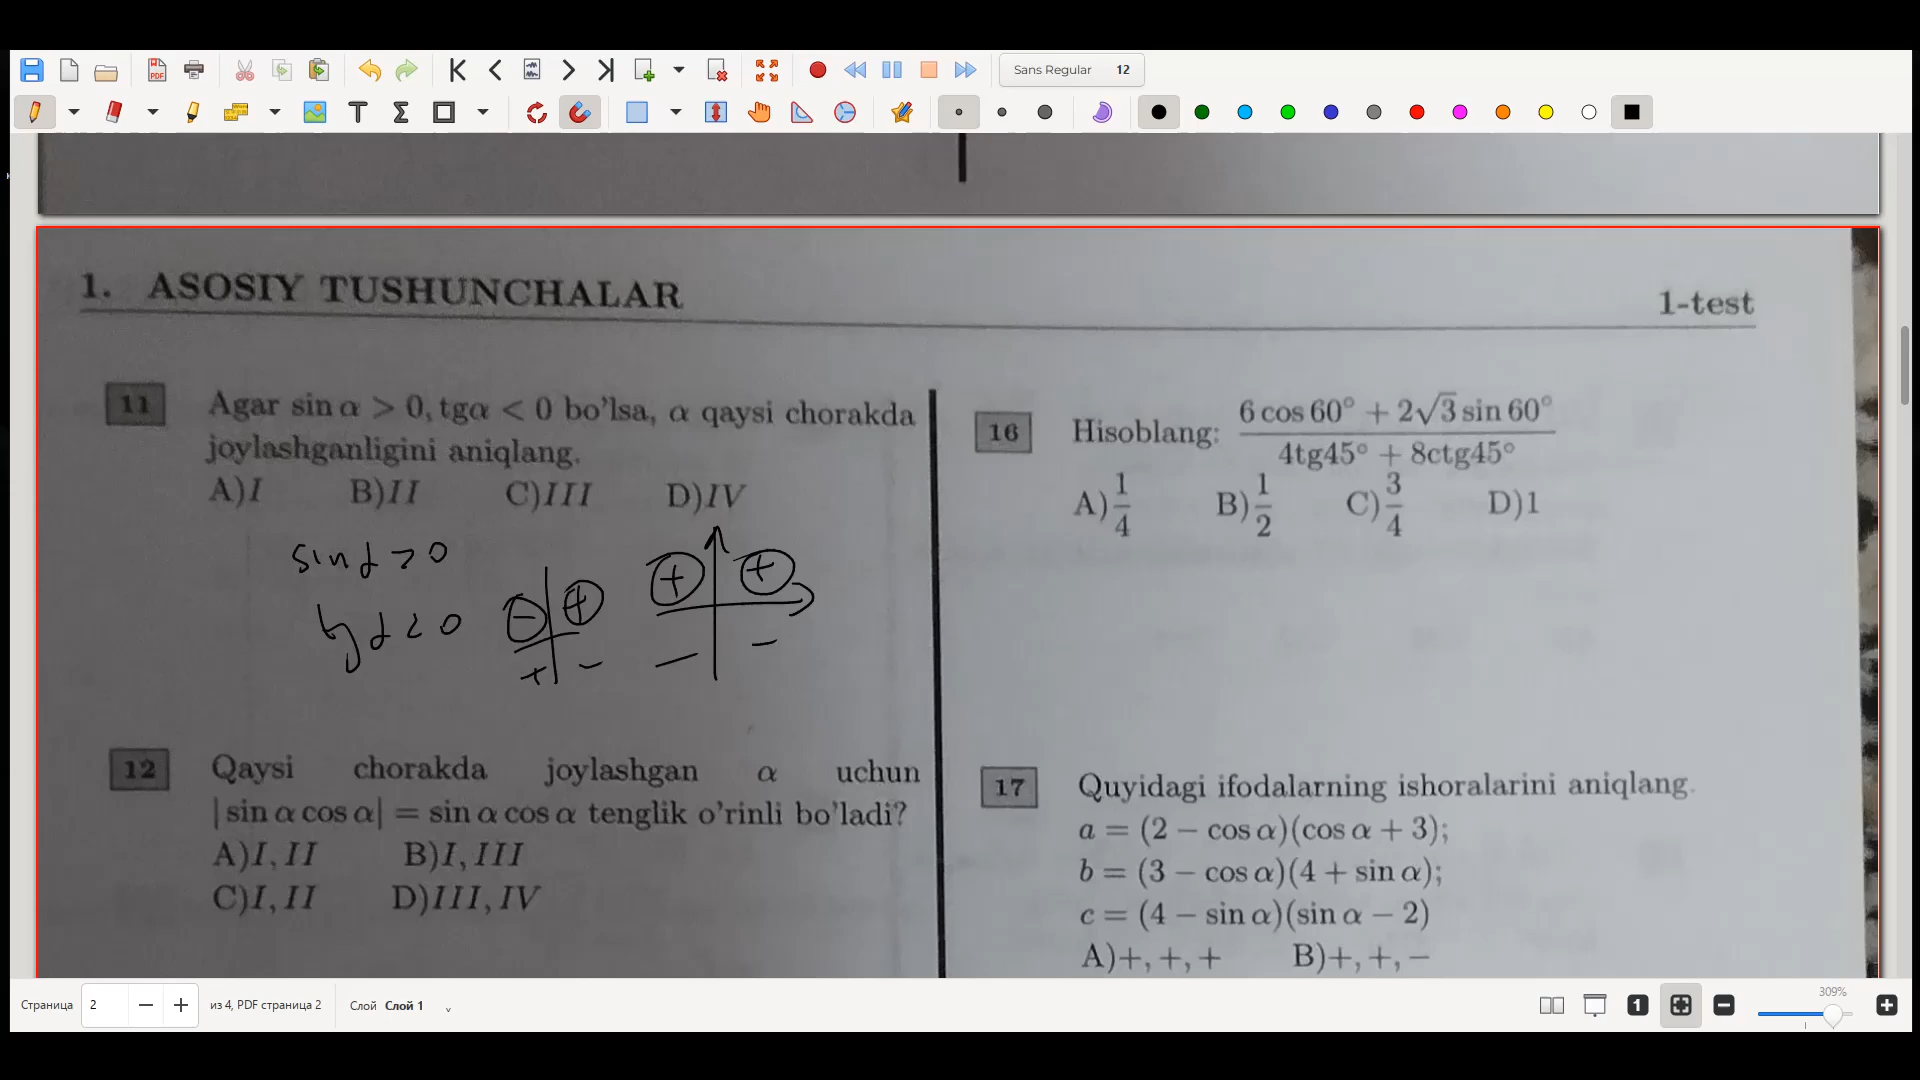 Sans Regular 12
1. ASOSIY TUSHUNCHALAR
1-test
11 Agar sin α > 0, tgα < 0 bo'lsa, α qaysi chorakda
joylashganligini aniqlang.
A)I B)II C)III D)IV
sin α > 0
tg α < 0
− + + −
+ + − −
12 Qaysi chorakda joylashgan α uchun
|sin α cos α| = sin α cos α tenglik o'rinli bo'ladi?
A)I, II B)I, III
C)I, II D)III, IV
16 Hisoblang: (6 cos 60° + 2√3 sin 60°)/(4tg45° + 8ctg45°)
A)1/4 B)1/2 C)3/4 D)1
17 Quyidagi ifodalarning ishoralarini aniqlang.
a = (2 − cos α)(cos α + 3);
b = (3 − cos α)(4 + sin α);
c = (4 − sin α)(sin α − 2)
A)+, +, + B)+, +, −
Страница 2 из 4, PDF страница 2 Слой Слой 1
309%